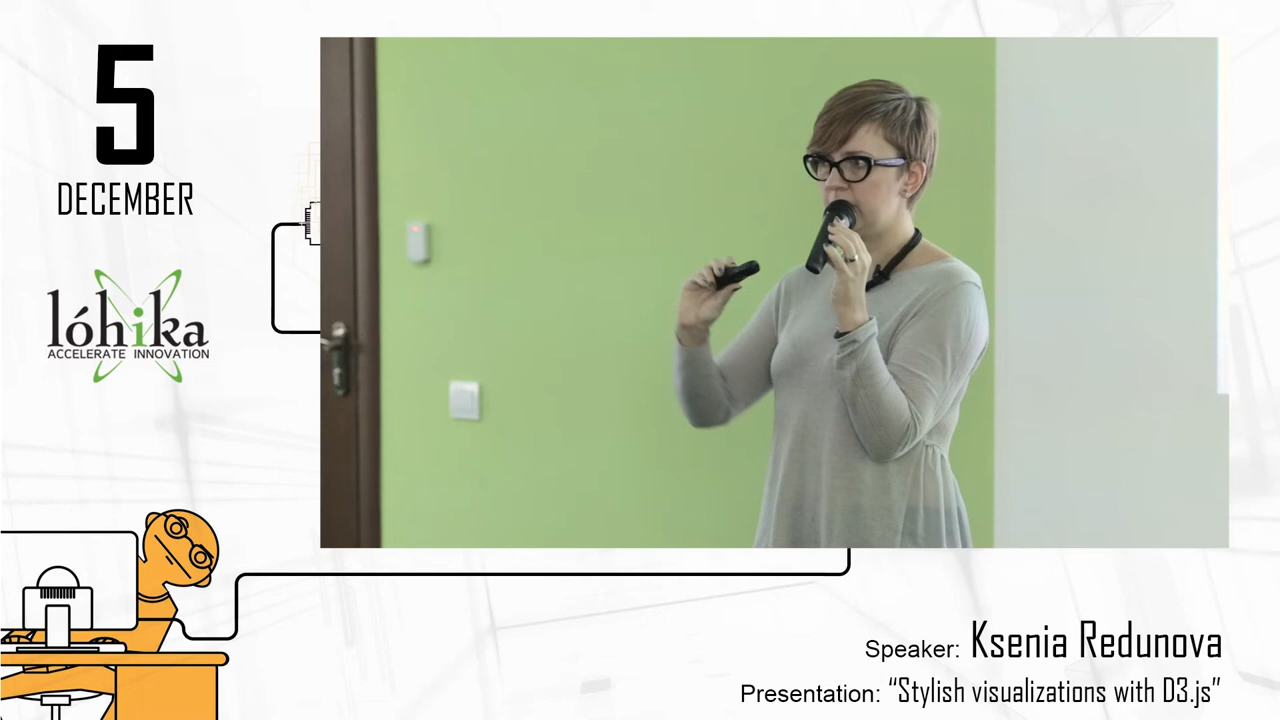 5
DECEMBER
lóhika
ACCELERATE INNOVATION
Speaker: Ksenia Redunova
Presentation: “Stylish visualizations with D3.js”